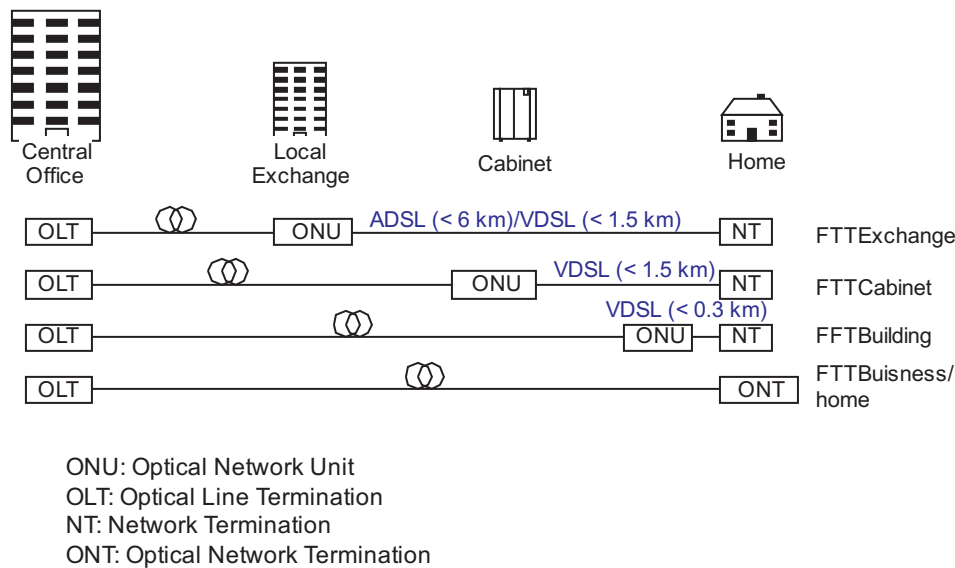 Central
Office
Local
Exchange
Cabinet
Home
OLT
ONU
ADSL (< 6 km)/VDSL (< 1.5 km)
NT
FTTExchange
OLT
ONU
VDSL (< 1.5 km)
NT
FTTCabinet
VDSL (< 0.3 km)
OLT
ONU
NT
FFTBuilding
OLT
ONT
FTTBuisness/
home
ONU: Optical Network Unit
OLT: Optical Line Termination
NT: Network Termination
ONT: Optical Network Termination